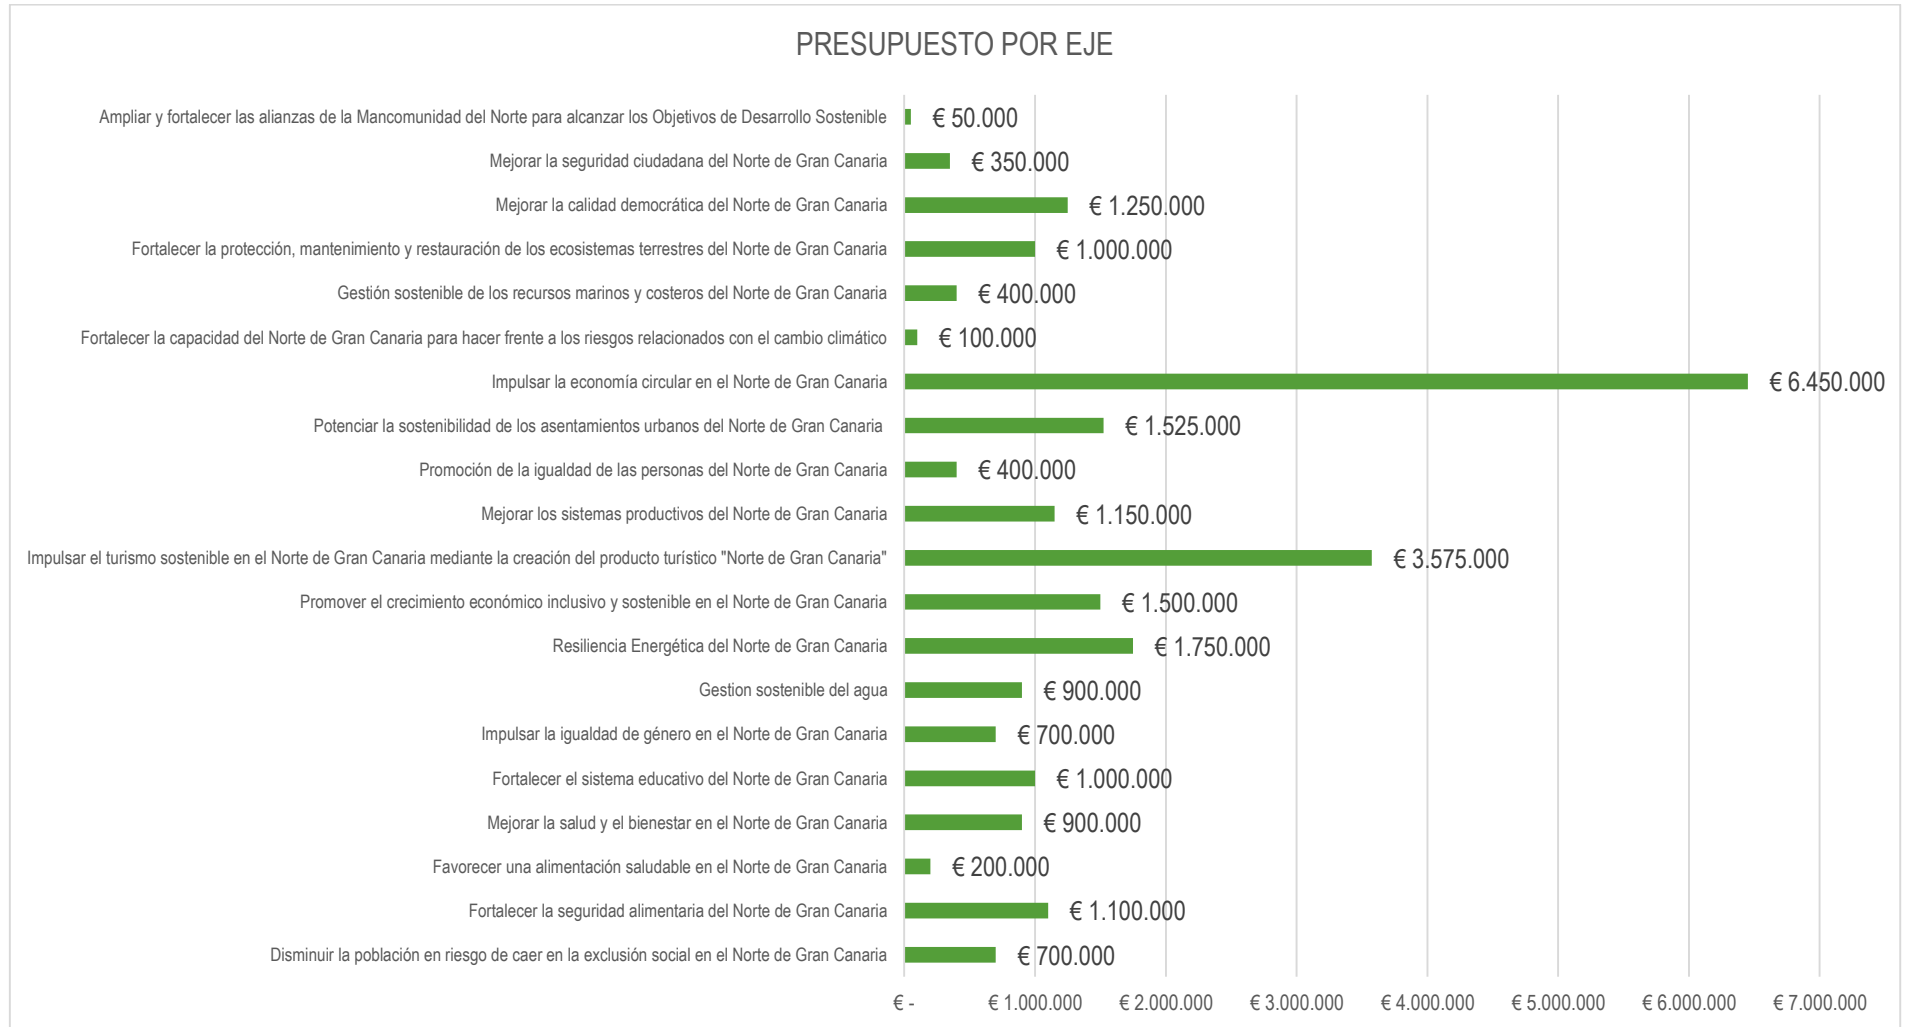 PRESUPUESTO POR EJE
Ampliar y fortalecer las alianzas de la Mancomunidad del Norte para alcanzar los Objetivos de Desarrollo Sostenible € 50.000
Mejorar la seguridad ciudadana del Norte de Gran Canaria € 350.000
Mejorar la calidad democrática del Norte de Gran Canaria € 1.250.000
Fortalecer la protección, mantenimiento y restauración de los ecosistemas terrestres del Norte de Gran Canaria € 1.000.000
Gestión sostenible de los recursos marinos y costeros del Norte de Gran Canaria € 400.000
Fortalecer la capacidad del Norte de Gran Canaria para hacer frente a los riesgos relacionados con el cambio climático € 100.000
Impulsar la economía circular en el Norte de Gran Canaria € 6.450.000
Potenciar la sostenibilidad de los asentamientos urbanos del Norte de Gran Canaria € 1.525.000
Promoción de la igualdad de las personas del Norte de Gran Canaria € 400.000
Mejorar los sistemas productivos del Norte de Gran Canaria € 1.150.000
Impulsar el turismo sostenible en el Norte de Gran Canaria mediante la creación del producto turístico "Norte de Gran Canaria" € 3.575.000
Promover el crecimiento económico inclusivo y sostenible en el Norte de Gran Canaria € 1.500.000
Resiliencia Energética del Norte de Gran Canaria € 1.750.000
Gestion sostenible del agua € 900.000
Impulsar la igualdad de género en el Norte de Gran Canaria € 700.000
Fortalecer el sistema educativo del Norte de Gran Canaria € 1.000.000
Mejorar la salud y el bienestar en el Norte de Gran Canaria € 900.000
Favorecer una alimentación saludable en el Norte de Gran Canaria € 200.000
Fortalecer la seguridad alimentaria del Norte de Gran Canaria € 1.100.000
Disminuir la población en riesgo de caer en la exclusión social en el Norte de Gran Canaria € 700.000
€ - € 1.000.000 € 2.000.000 € 3.000.000 € 4.000.000 € 5.000.000 € 6.000.000 € 7.000.000